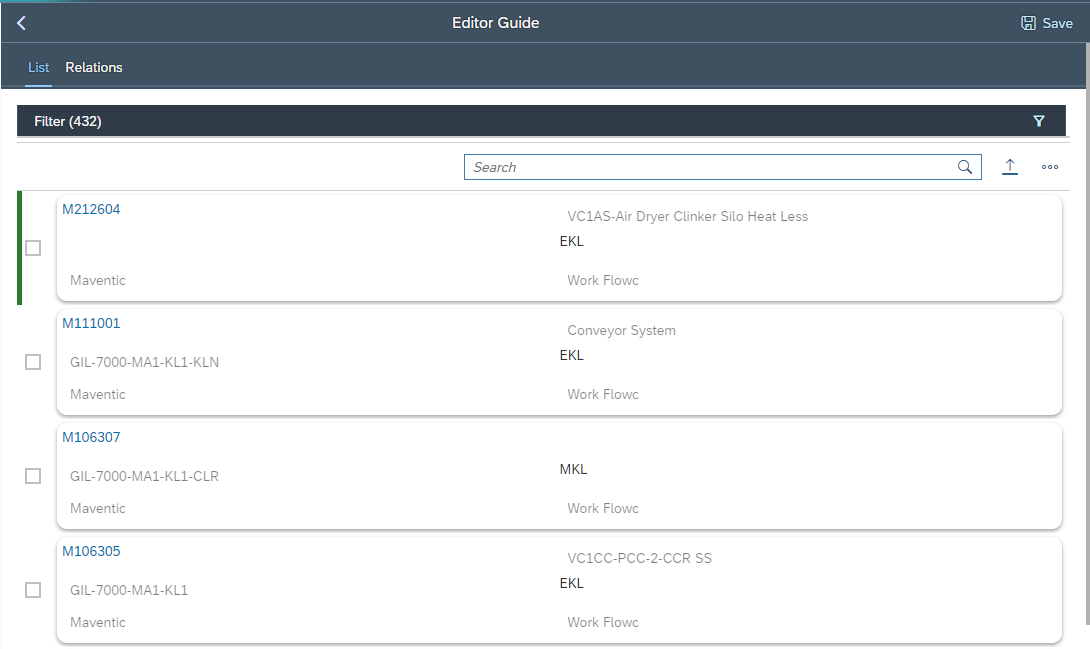 Editor Guide
Save
List Relations
Filter (432)
Search
M212604
VC1AS-Air Dryer Clinker Silo Heat Less
EKL
Maventic Work Flowc
M111001
Conveyor System
EKL
GIL-7000-MA1-KL1-KLN
Maventic Work Flowc
M106307
MKL
GIL-7000-MA1-KL1-CLR
Maventic Work Flowc
M106305
VC1CC-PCC-2-CCR SS
EKL
GIL-7000-MA1-KL1
Maventic Work Flowc